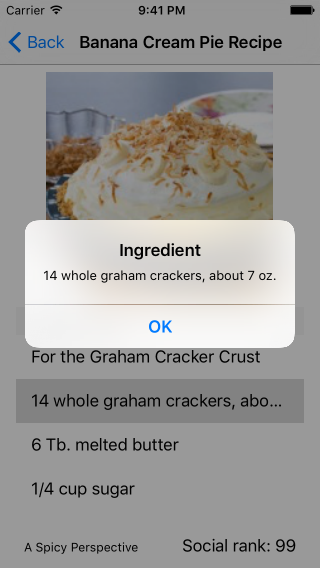 Carrier 9:41 PM
Back Banana Cream Pie Recipe
Ingredient
14 whole graham crackers, about 7 oz.
OK
For the Graham Cracker Crust
14 whole graham crackers, abo...
6 Tb. melted butter
1/4 cup sugar
A Spicy Perspective Social rank: 99